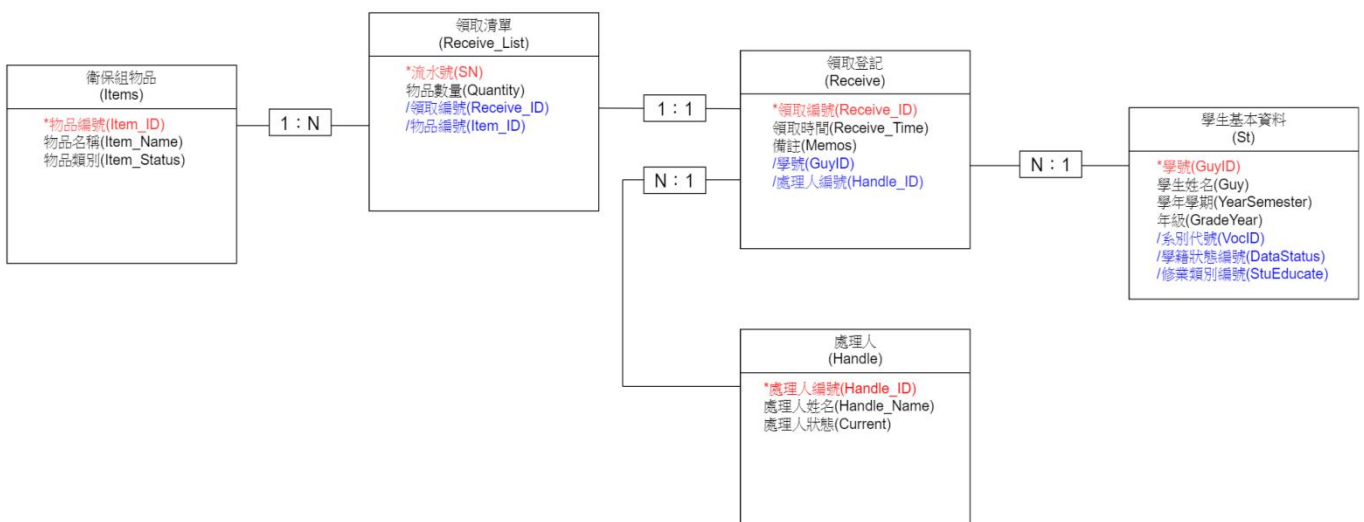 衛保組物品
(Items)
*物品編號(Item_ID)
物品名稱(Item_Name)
物品類別(Item_Status)
1：N
領取清單
(Receive_List)
*流水號(SN)
物品數量(Quantity)
/領取編號(Receive_ID)
/物品編號(Item_ID)
1：1
N：1
領取登記
(Receive)
*領取編號(Receive_ID)
領取時間(Receive_Time)
備註(Memos)
/學號(GuyID)
/處理人編號(Handle_ID)
N：1
學生基本資料
(St)
*學號(GuyID)
學生姓名(Guy)
學年學期(YearSemester)
年級(GradeYear)
/系別代號(VocID)
/學籍狀態編號(DataStatus)
/修業類別編號(StuEducate)
處理人
(Handle)
*處理人編號(Handle_ID)
處理人姓名(Handle_Name)
處理人狀態(Current)